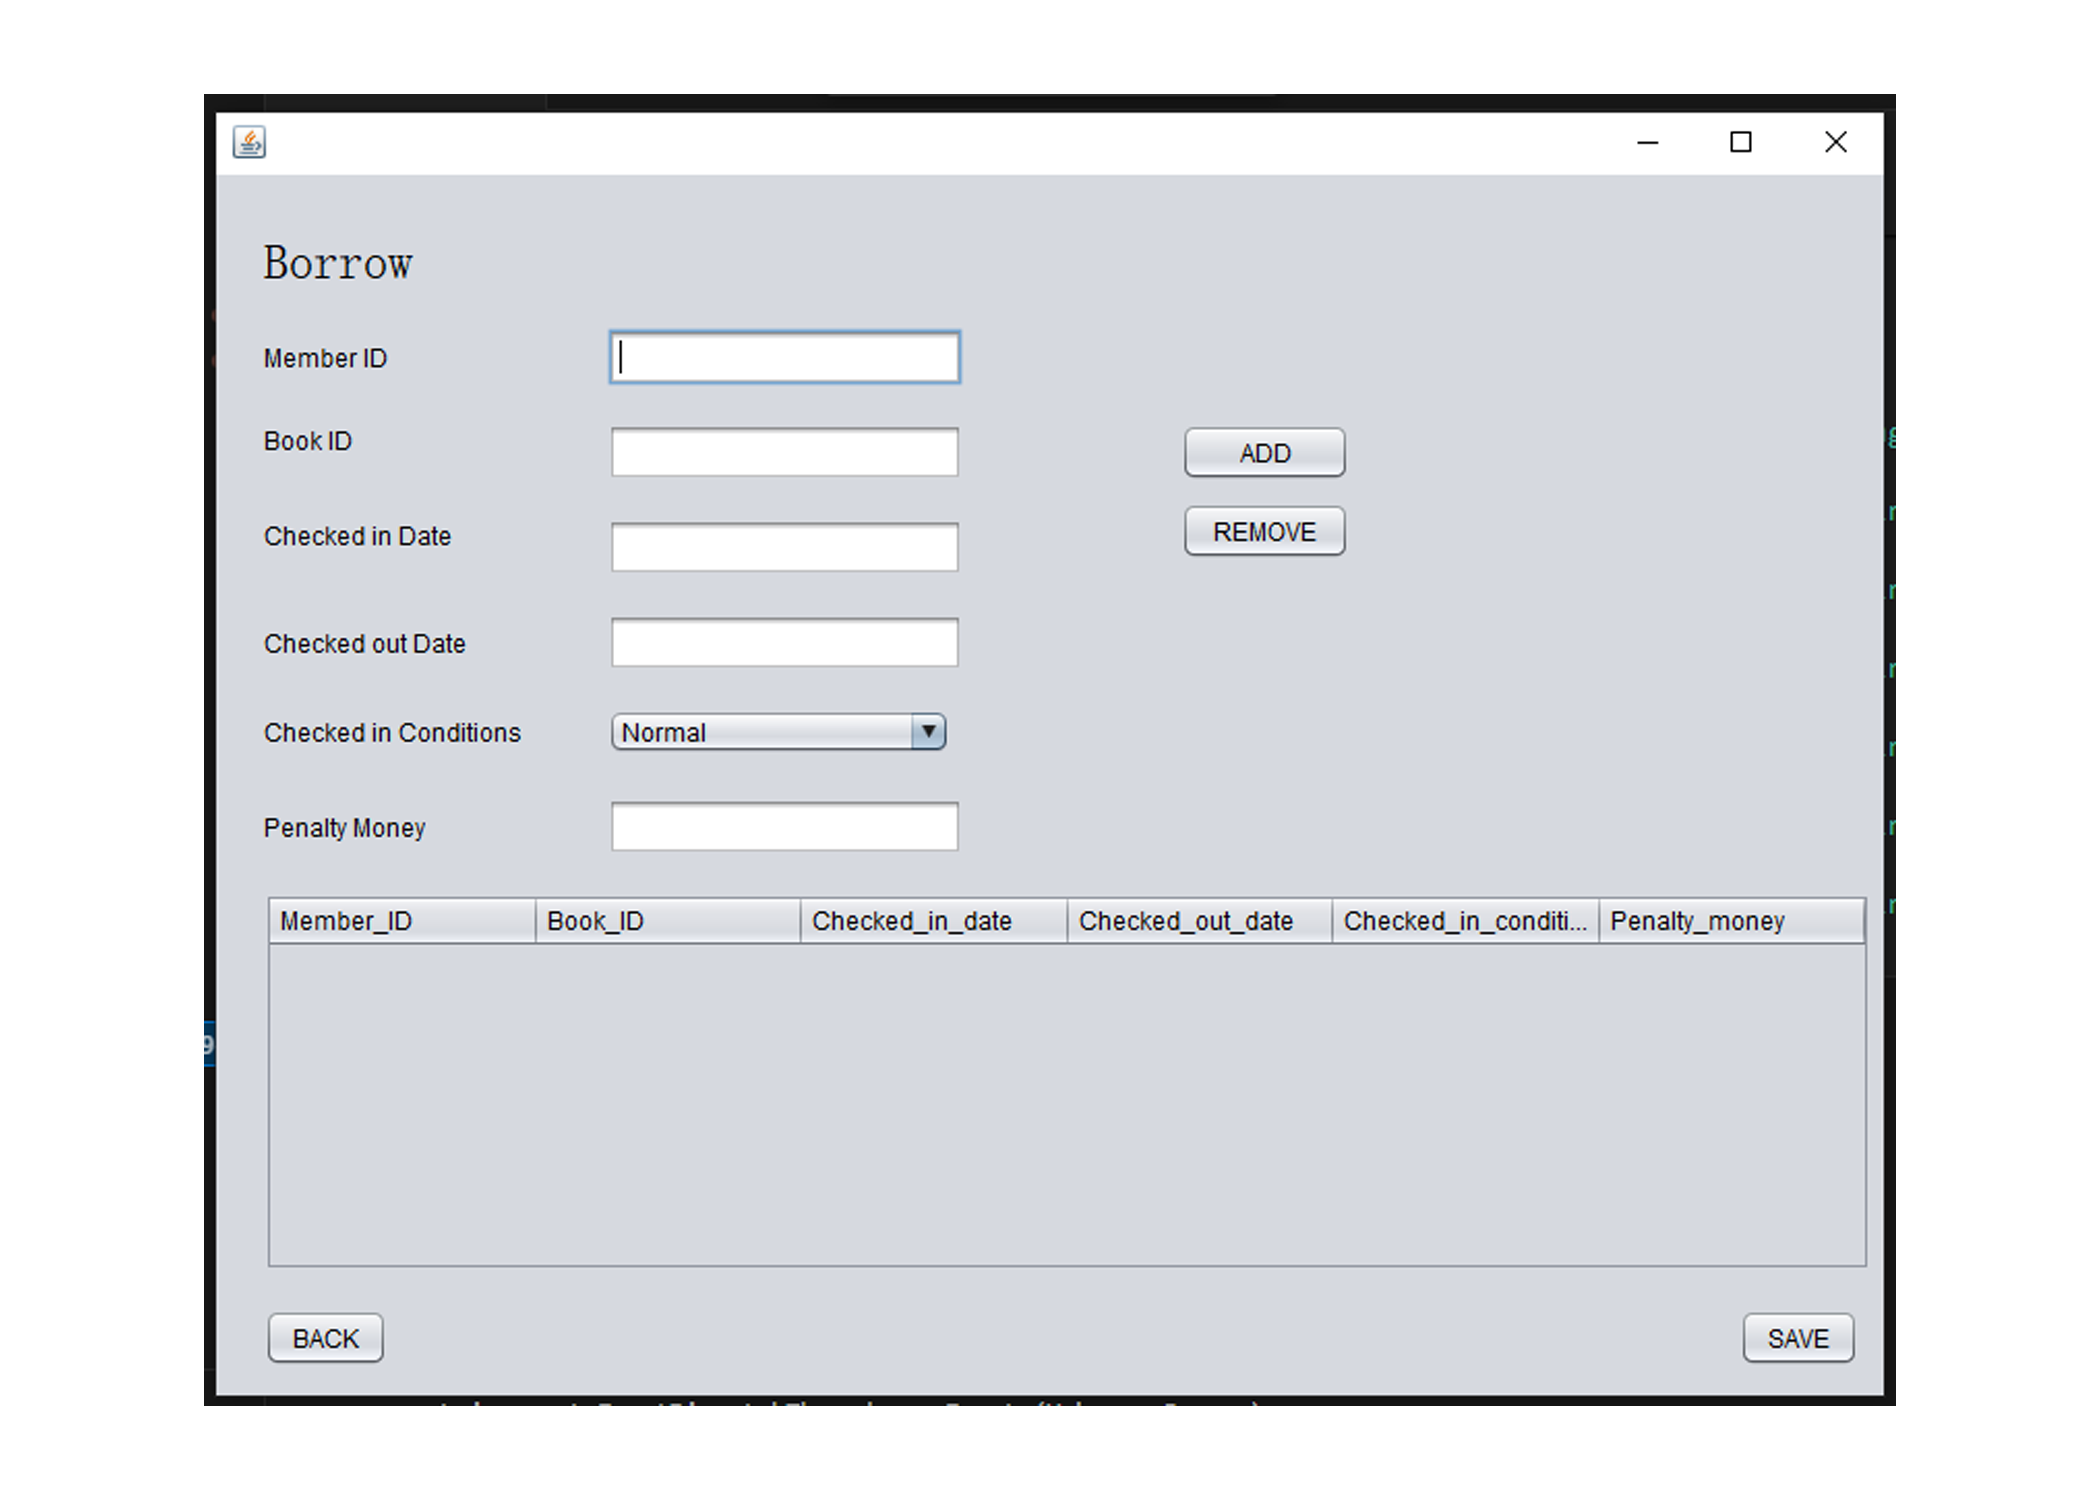 Borrow
Member ID
Book ID
ADD
Checked in Date
REMOVE
Checked out Date
Checked in Conditions Normal
Penalty Money
Member_ID Book_ID Checked_in_date Checked_out_date Checked_in_conditi... Penalty_money
BACK SAVE